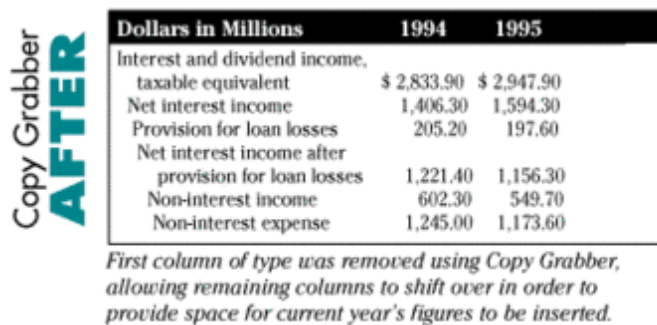 Copy Grabber
AFTER
Dollars in Millions 1994 1995
Interest and dividend income,
taxable equivalent $ 2,833.90 $ 2,947.90
Net interest income 1,406.30 1,594.30
Provision for loan losses 205.20 197.60
Net interest income after
provision for loan losses 1,221.40 1,156.30
Non-interest income 602.30 549.70
Non-interest expense 1,245.00 1,173.60
First column of type was removed using Copy Grabber,
allowing remaining columns to shift over in order to
provide space for current year's figures to be inserted.